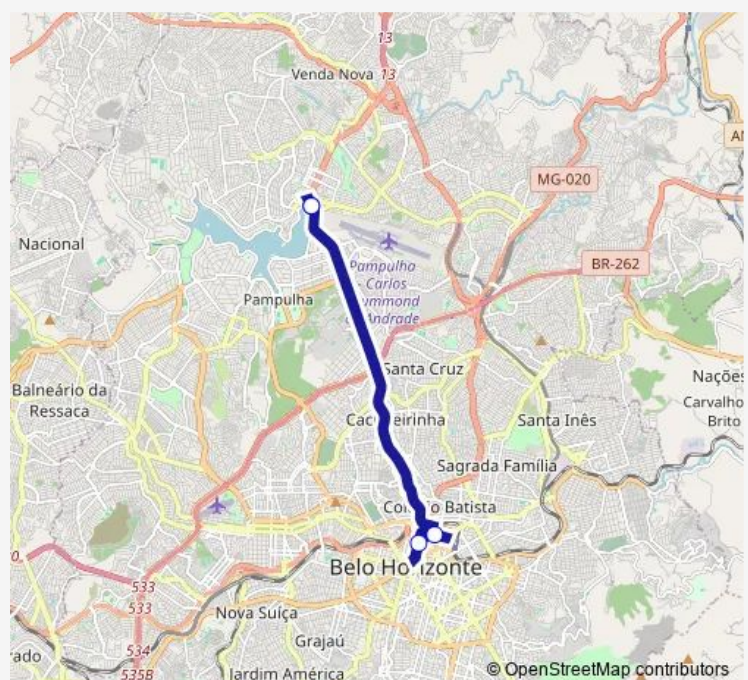 13
Venda Nova
13
MG-020
Nacional
BR-262
Pampulha
- Carlos
Drummond
Andrade
Pampulha
Santa Cruz
Balneário da
Ressaca
Nações
Carvalho
Brito
Santa Inês
Sagrada Família
Batista
Belo Horizonte
533
533
Nova Suíça
534
Grajaú
535B
Jardim América
© OpenStreetMap contributors